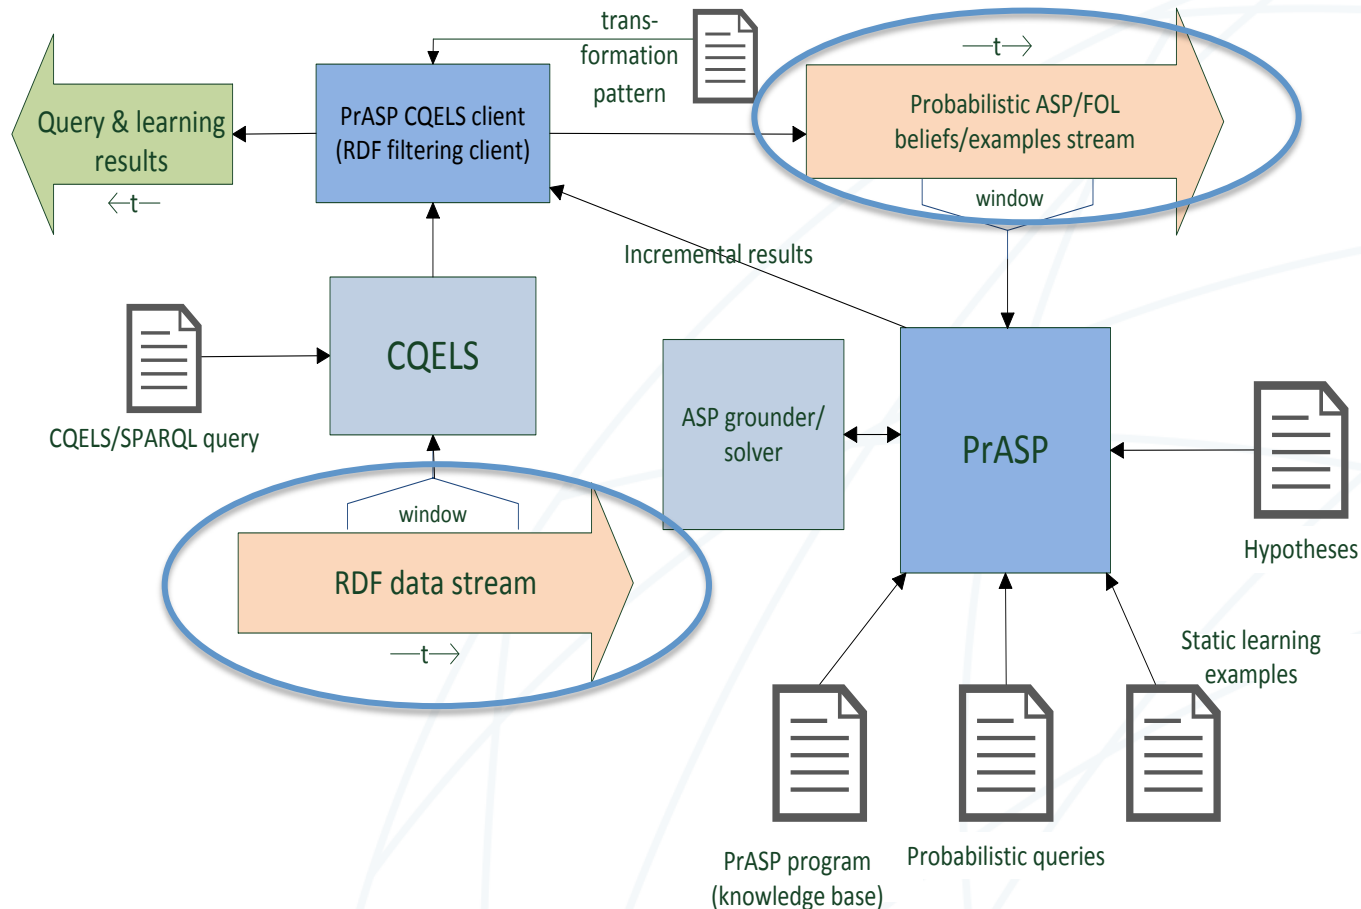 trans-
formation
pattern
—t→
Query & learning
results
←t—
PrASP CQELS client
(RDF filtering client)
Probabilistic ASP/FOL
beliefs/examples stream
window
Incremental results
CQELS
CQELS/SPARQL query
ASP grounder/
solver
PrASP
Hypotheses
window
RDF data stream
—t→
Static learning
examples
PrASP program
(knowledge base)
Probabilistic queries